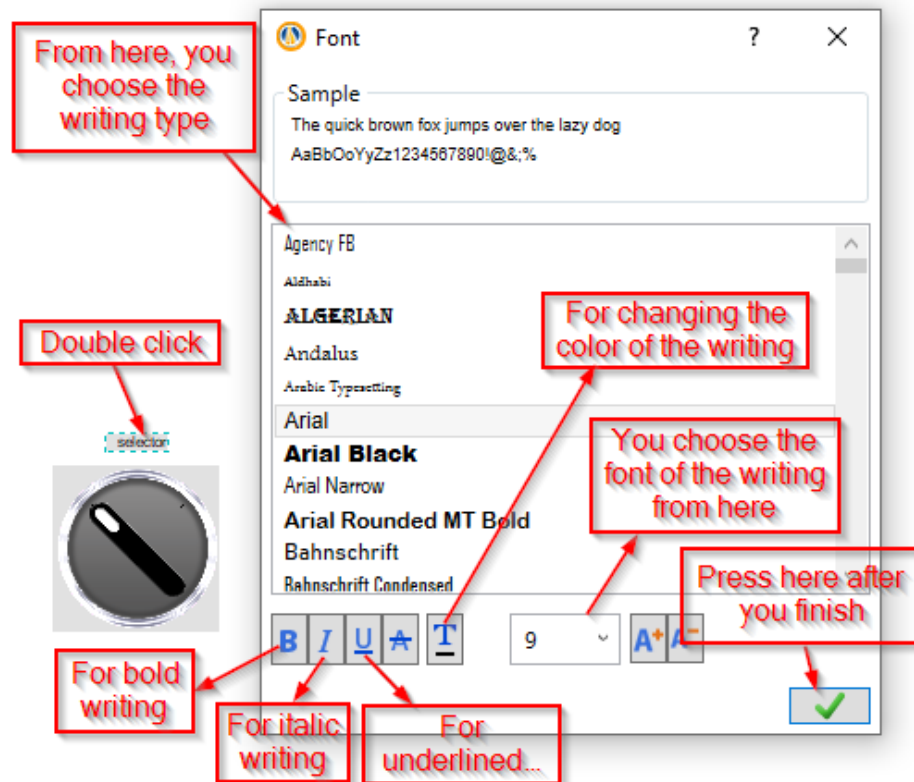 From here, you
choose the
writing type
Font
?
Sample
The quick brown fox jumps over the lazy dog
AaBbOoYyZz1234567890!@&;%
Agency FB
Aldhabi
ALGERIAN
Andalus
Arabic Typesetting
Arial
Arial Black
Arial Narrow
Arial Rounded MT Bold
Bahnschrift
Bahnschrift Condensed
For changing the
color of the writing
Double click
selector
You choose the
font of the writing
from here
Press here after
you finish
B I U A T 9 A+ A-
For bold
writing
For italic
writing
For
underlined...